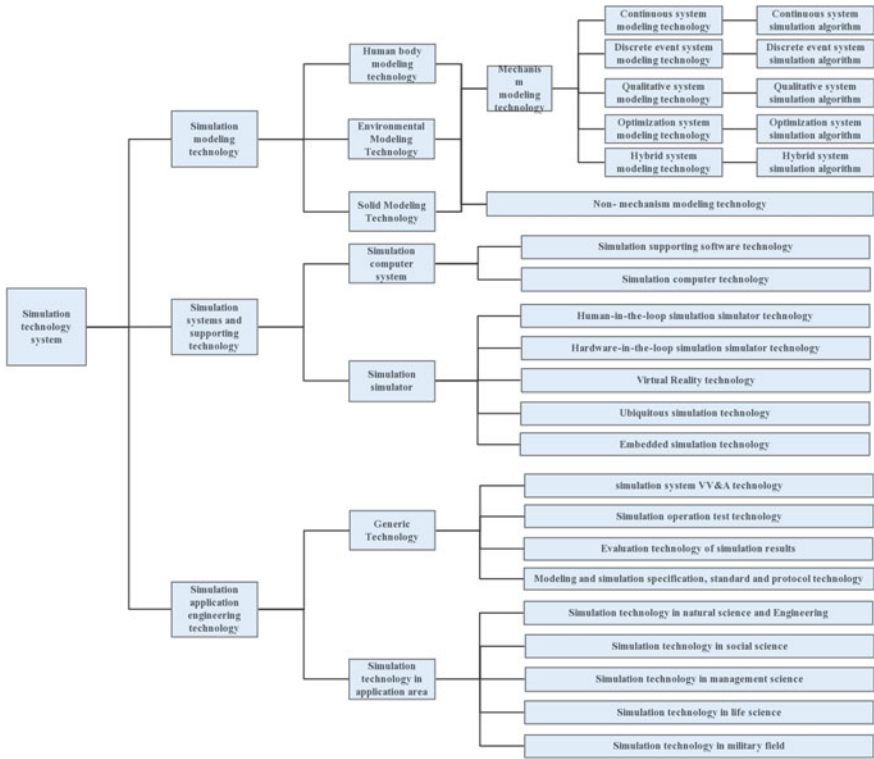 Simulation
technology
system
Simulation
modeling
technology
Human body
modeling
technology
Environmental
Modeling
Technology
Solid Modeling
Technology
Mechanis
m
modeling
technology
Continuous system
modeling technology
Continuous system
simulation algorithm
Discrete event system
modeling technology
Discrete event system
simulation algorithm
Qualitative system
modeling technology
Qualitative system
simulation algorithm
Optimization system
modeling technology
Optimization system
simulation algorithm
Hybrid system
modeling technology
Hybrid system
simulation algorithm
Non- mechanism modeling technology
Simulation
systems and
supporting
technology
Simulation
computer
system
Simulation supporting software technology
Simulation computer technology
Simulation
simulator
Human-in-the-loop simulation simulator technology
Hardware-in-the-loop simulation simulator technology
Virtual Reality technology
Ubiquitous simulation technology
Embedded simulation technology
Simulation
application
engineering
technology
Generic
Technology
simulation system VV&A technology
Simulation operation test technology
Evaluation technology of simulation results
Modeling and simulation specification, standard and protocol technology
Simulation
technology in
application area
Simulation technology in natural science and Engineering
Simulation technology in social science
Simulation technology in management science
Simulation technology in life science
Simulation technology in military field